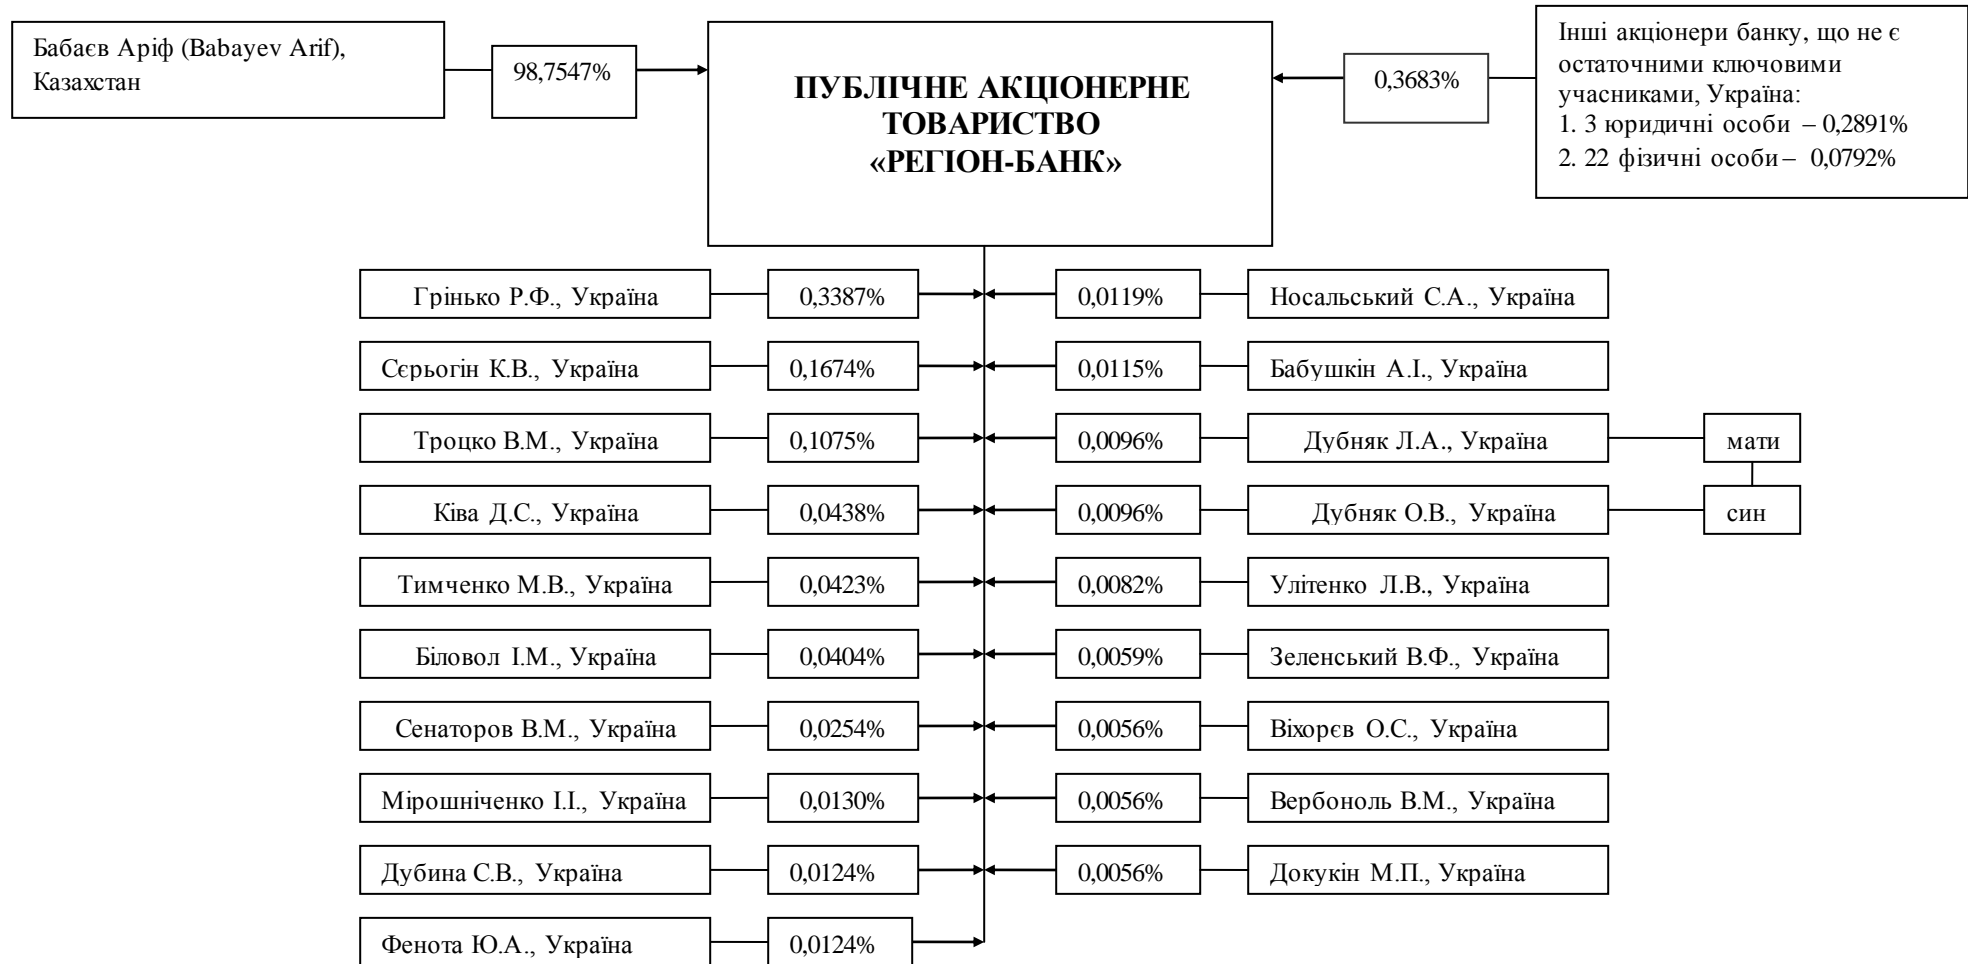 Бабаєв Аріф (Babayev Arif),
Казахстан
98,7547%
ПУБЛІЧНЕ АКЦІОНЕРНЕ
ТОВАРИСТВО
«РЕГІОН-БАНК»
0,3683%
Інші акціонери банку, що не є
остаточними ключовими
учасниками, Україна:
1. 3 юридичні особи – 0,2891%
2. 22 фізичні особи – 0,0792%
Грінько Р.Ф., Україна
0,3387%
0,0119%
Носальський С.А., Україна
Сєрьогін К.В., Україна
0,1674%
0,0115%
Бабушкін А.І., Україна
Троцко В.М., Україна
0,1075%
0,0096%
Дубняк Л.А., Україна
мати
Ківа Д.С., Україна
0,0438%
0,0096%
Дубняк О.В., Україна
син
Тимченко М.В., Україна
0,0423%
0,0082%
Улітенко Л.В., Україна
Біловол І.М., Україна
0,0404%
0,0059%
Зеленський В.Ф., Україна
Сенаторов В.М., Україна
0,0254%
0,0056%
Віхорєв О.С., Україна
Мірошніченко І.І., Україна
0,0130%
0,0056%
Вербоноль В.М., Україна
Дубина С.В., Україна
0,0124%
0,0056%
Докукін М.П., Україна
Фенота Ю.А., Україна
0,0124%